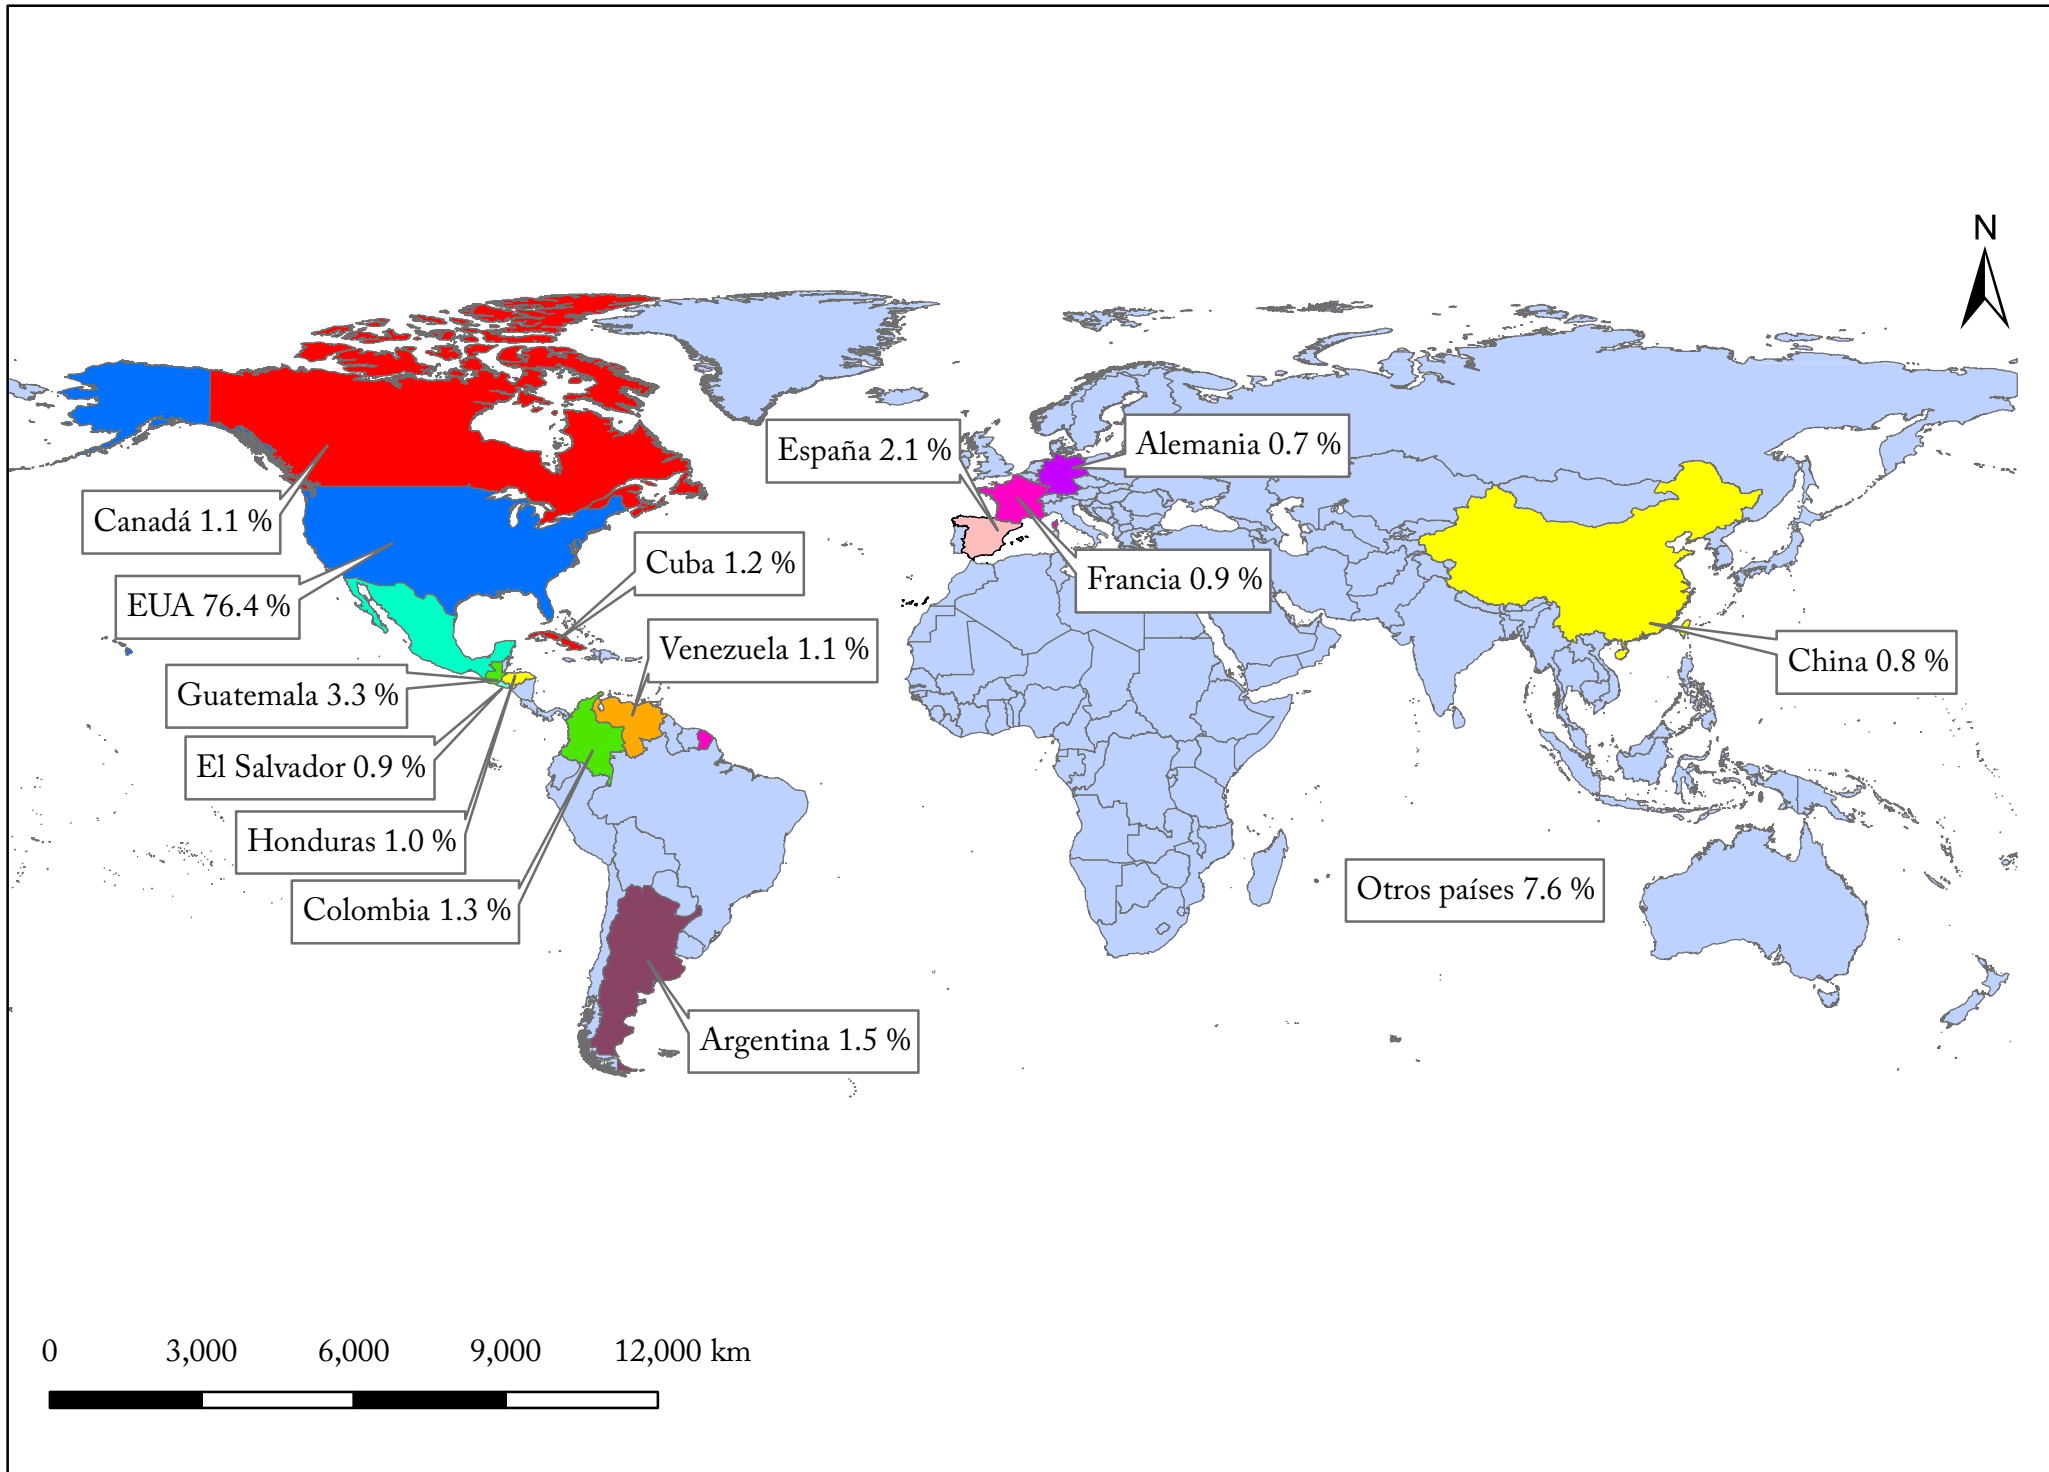 N
España 2.1 %
Alemania 0.7 %
Canadá 1.1 %
Cuba 1.2 %
Francia 0.9 %
EUA 76.4 %
Venezuela 1.1 %
China 0.8 %
Guatemala 3.3 %
El Salvador 0.9 %
Honduras 1.0 %
Otros países 7.6 %
Colombia 1.3 %
Argentina 1.5 %
0 3,000 6,000 9,000 12,000 km